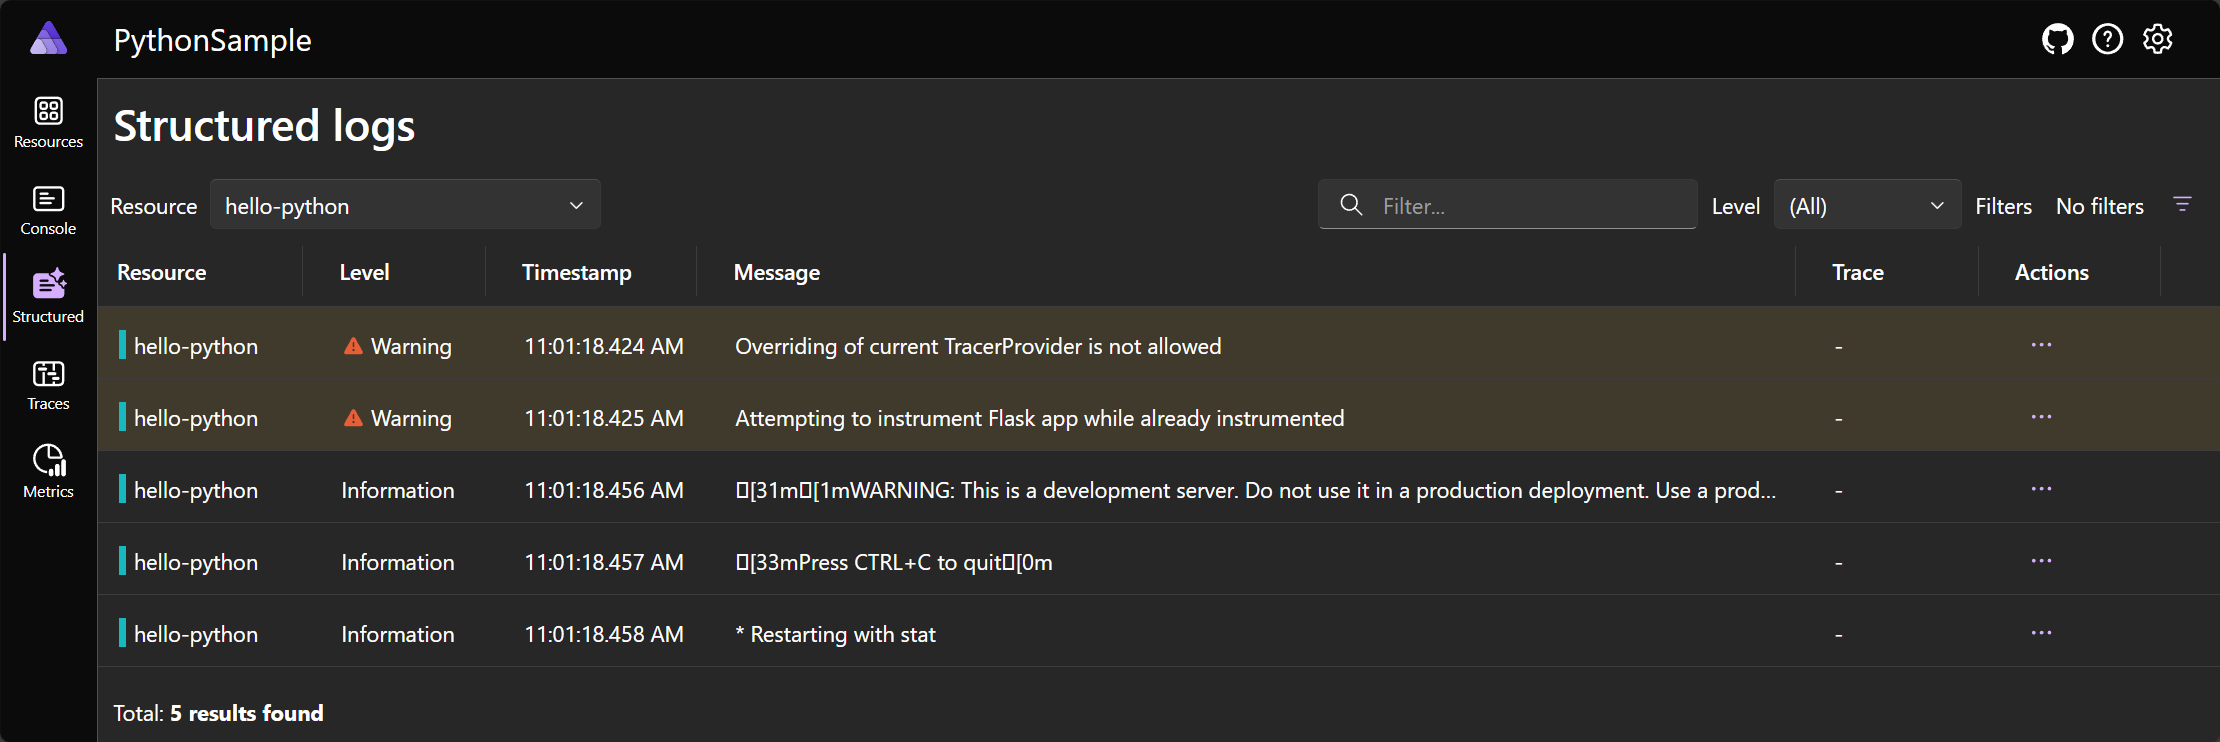 PythonSample
Resources
Console
Structured
Traces
Metrics
Structured logs
Resource hello-python Filter... Level (All) Filters No filters
Resource Level Timestamp Message Trace Actions
hello-python Warning 11:01:18.424 AM Overriding of current TracerProvider is not allowed - ...
hello-python Warning 11:01:18.425 AM Attempting to instrument Flask app while already instrumented - ...
hello-python Information 11:01:18.456 AM ▯[31m▯[1mWARNING: This is a development server. Do not use it in a production deployment. Use a prod... - ...
hello-python Information 11:01:18.457 AM ▯[33mPress CTRL+C to quit▯[0m - ...
hello-python Information 11:01:18.458 AM * Restarting with stat - ...
Total: 5 results found